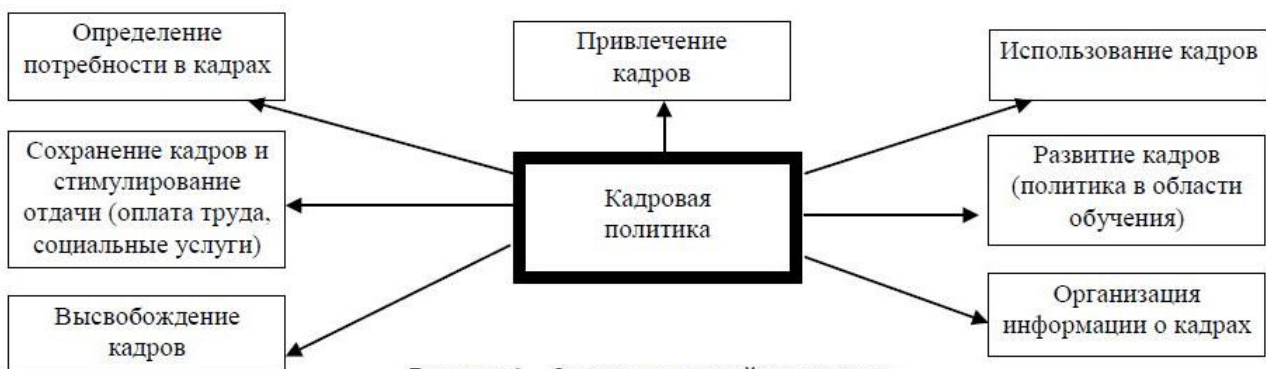 Определение
потребности в кадрах
Привлечение
кадров
Использование кадров
Сохранение кадров и
стимулирование
отдачи (оплата труда,
социальные услуги)
Кадровая
политика
Развитие кадров
(политика в области
обучения)
Высвобождение
кадров
Организация
информации о кадрах